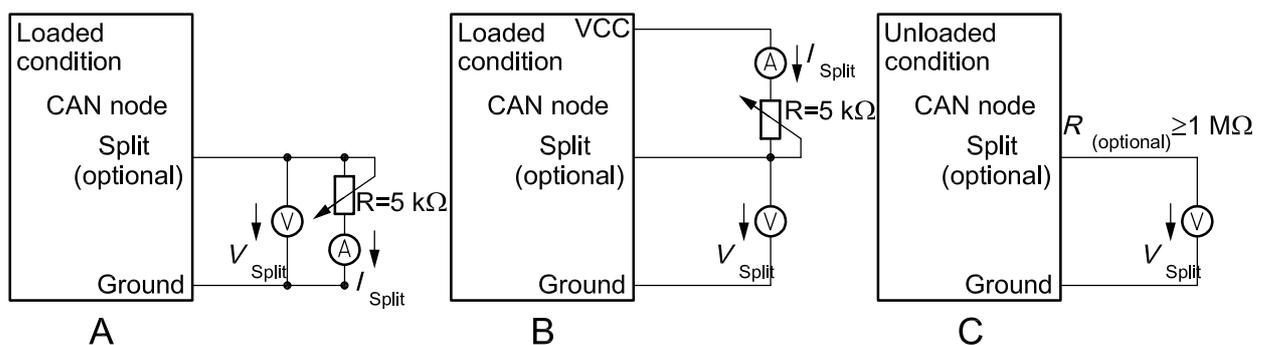 Loaded
condition
CAN node
Split
(optional)
V
V Split
R=5 kΩ
A
I Split
Ground
A
Loaded
condition
VCC
CAN node
Split
(optional)
A
I Split
R=5 kΩ
V
V Split
Ground
B
Unloaded
condition
CAN node
Split
(optional)
R (optional) ≥1 MΩ
V
V Split
Ground
C